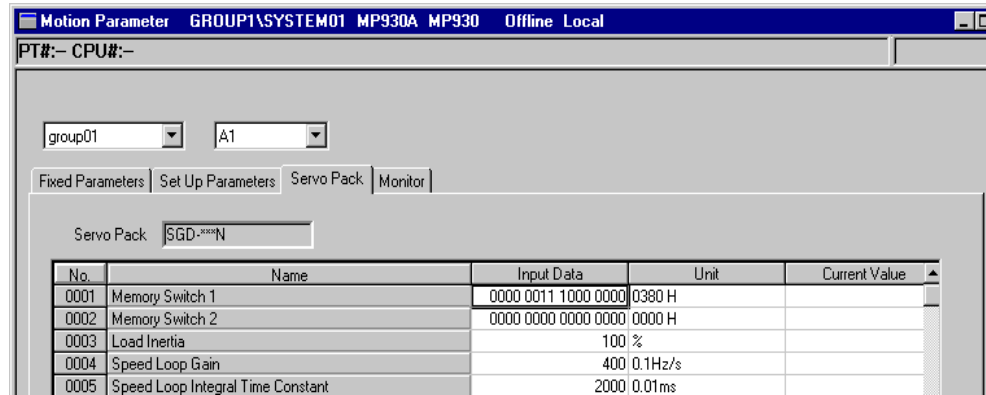 Motion Parameter GROUP1\SYSTEM01 MP930A MP930 Offline Local
PT#:– CPU#:–
group01 A1
Fixed Parameters Set Up Parameters Servo Pack Monitor
Servo Pack SGD-***N
No. Name Input Data Unit Current Value
0001 Memory Switch 1 0000 0011 1000 0000 0380 H
0002 Memory Switch 2 0000 0000 0000 0000 0000 H
0003 Load Inertia 100 %
0004 Speed Loop Gain 400 0.1Hz/s
0005 Speed Loop Integral Time Constant 2000 0.01ms